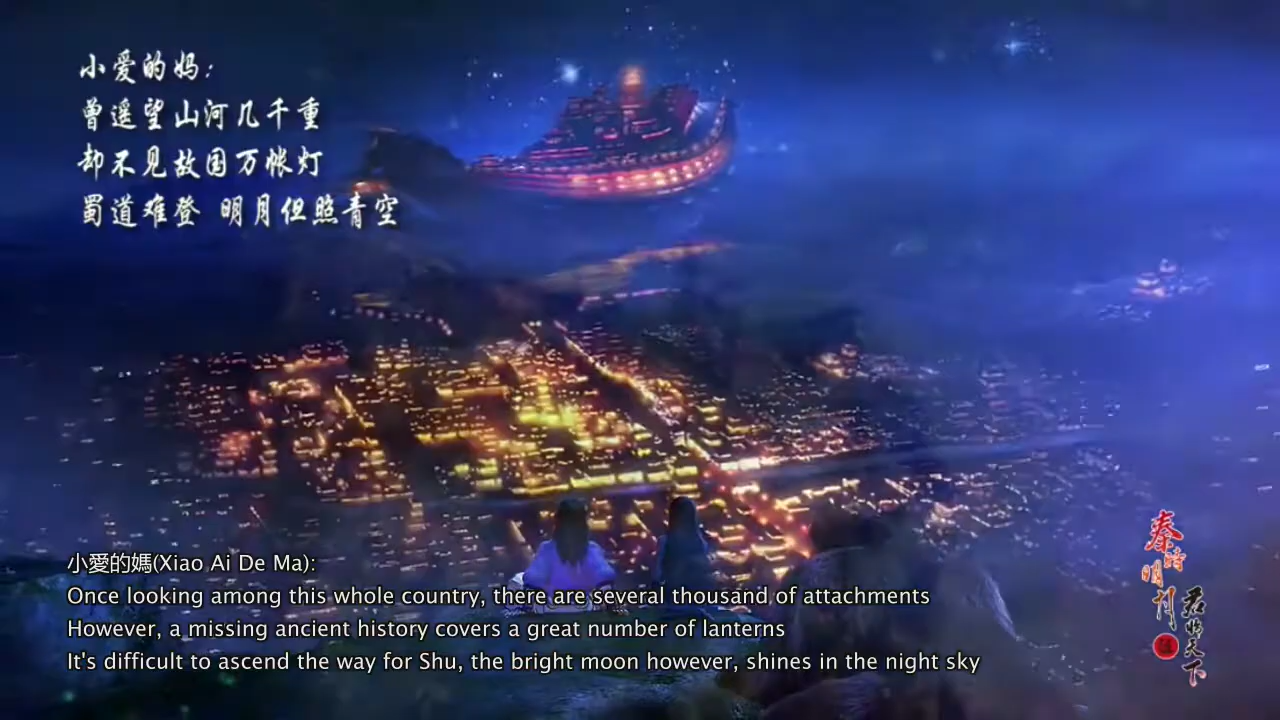 小爱的妈：
曾遥望山河几千重
却不见故国万帐灯
蜀道难登 明月但照青空
小愛的媽(Xiao Ai De Ma):
Once looking among this whole country, there are several thousand of attachments
However, a missing ancient history covers a great number of lanterns
It's difficult to ascend the way for Shu, the bright moon however, shines in the night sky
秦时明月
君临天下